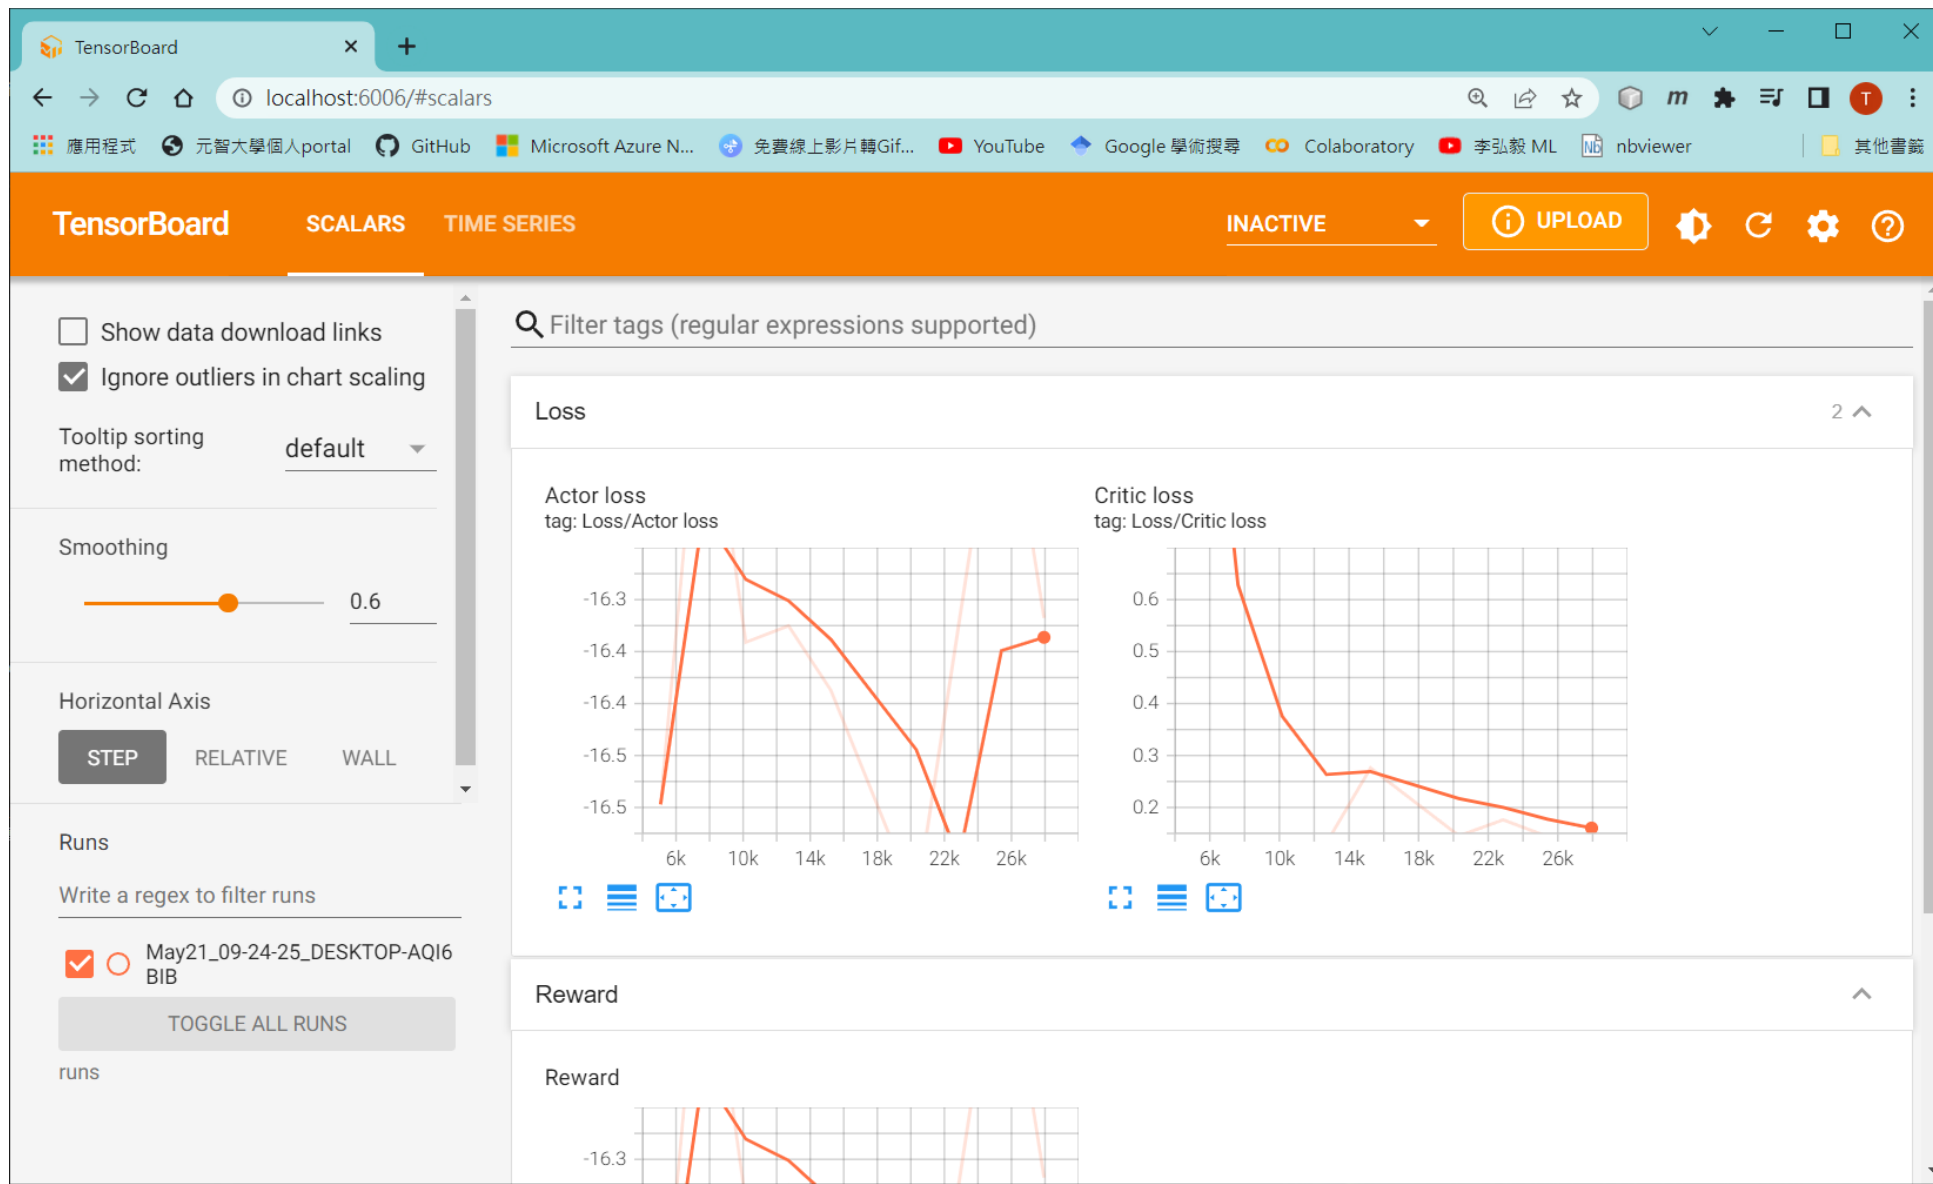 TensorBoard
localhost:6006/#scalars
m
T
應用程式
元智大學個人portal
GitHub
Microsoft Azure N...
免費線上影片轉Gif...
YouTube
Google 學術搜尋
Colaboratory
李弘毅 ML
nbviewer
其他書籤
TensorBoard
SCALARS
TIME SERIES
INACTIVE
UPLOAD
Show data download links
Ignore outliers in chart scaling
Tooltip sorting
method:
default
Smoothing
0.6
Horizontal Axis
STEP
RELATIVE
WALL
Runs
Write a regex to filter runs
May21_09-24-25_DESKTOP-AQI6
BIB
TOGGLE ALL RUNS
runs
Filter tags (regular expressions supported)
Loss
2
Actor loss
tag: Loss/Actor loss
-16.3
-16.4
-16.4
-16.5
-16.5
6k 10k 14k 18k 22k 26k
Critic loss
tag: Loss/Critic loss
0.6
0.5
0.4
0.3
0.2
6k 10k 14k 18k 22k 26k
Reward
Reward
-16.3